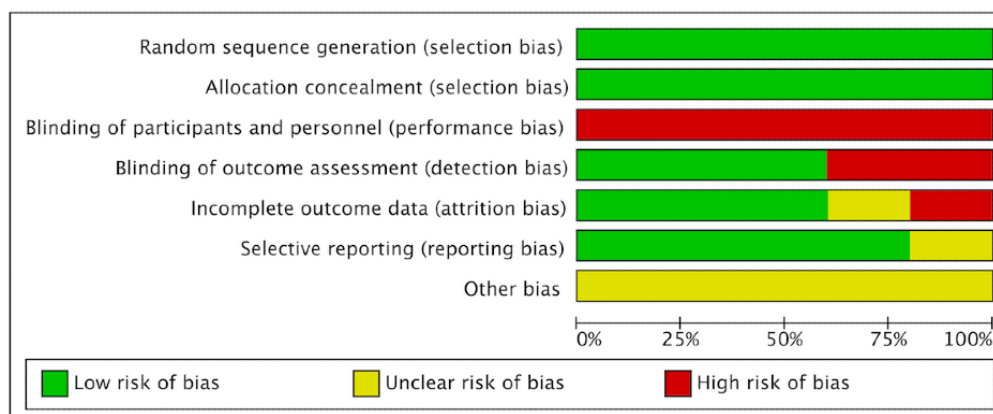 Random sequence generation (selection bias)
Allocation concealment (selection bias)
Blinding of participants and personnel (performance bias)
Blinding of outcome assessment (detection bias)
Incomplete outcome data (attrition bias)
Selective reporting (reporting bias)
Other bias
0% 25% 50% 75% 100%
Low risk of bias Unclear risk of bias High risk of bias